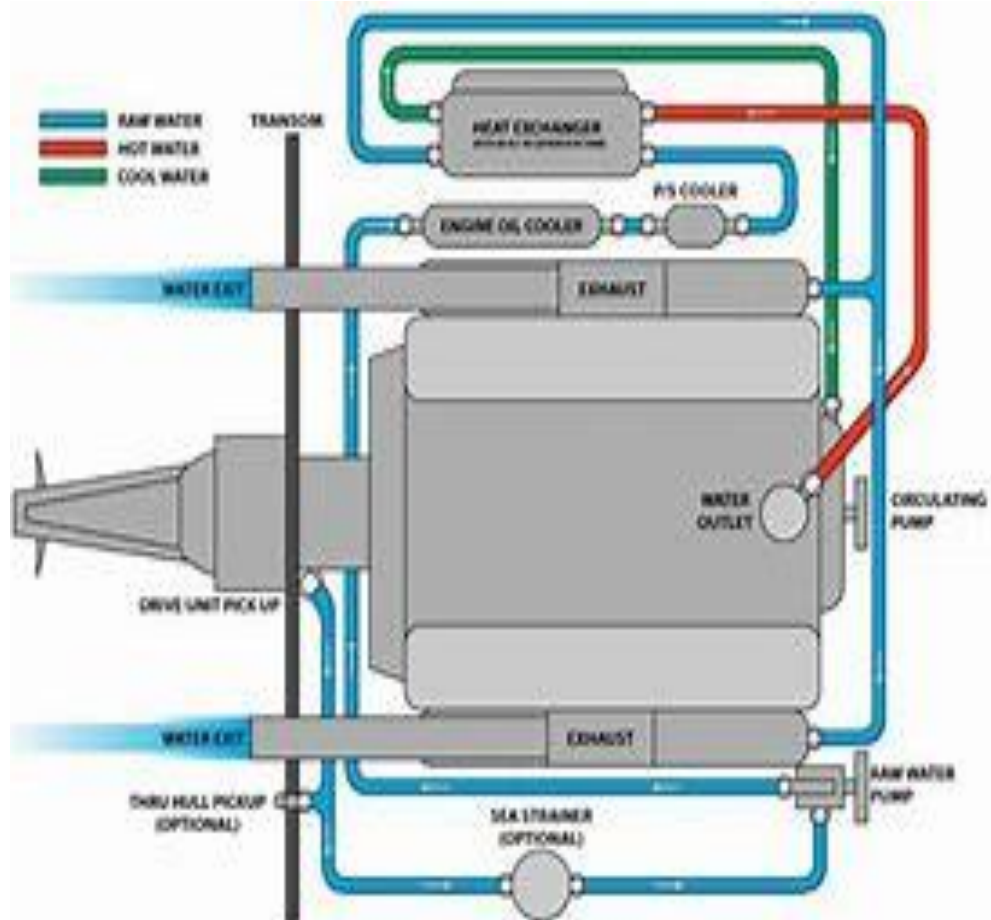 RAW WATER
HOT WATER
COOL WATER
TRANSOM
HEAT EXCHANGER
P/S COOLER
ENGINE OIL COOLER
WATER EXIT
EXHAUST
WATER
OUTLET
CIRCULATING
PUMP
DRIVE UNIT PICK UP
WATER EXIT
EXHAUST
RAW WATER
PUMP
THRU HULL PICKUP
(OPTIONAL)
SEA STRAINER
(OPTIONAL)